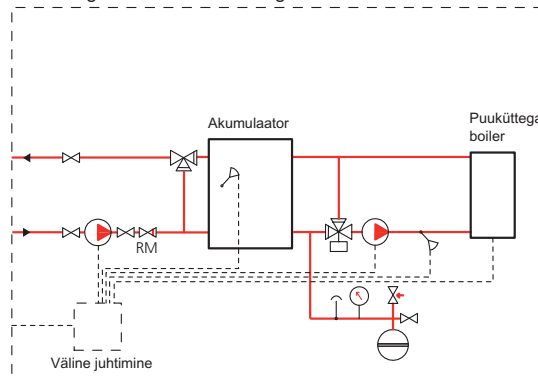 Akumulaator
Puuküttega
boiler
RM
Väline juhtimine